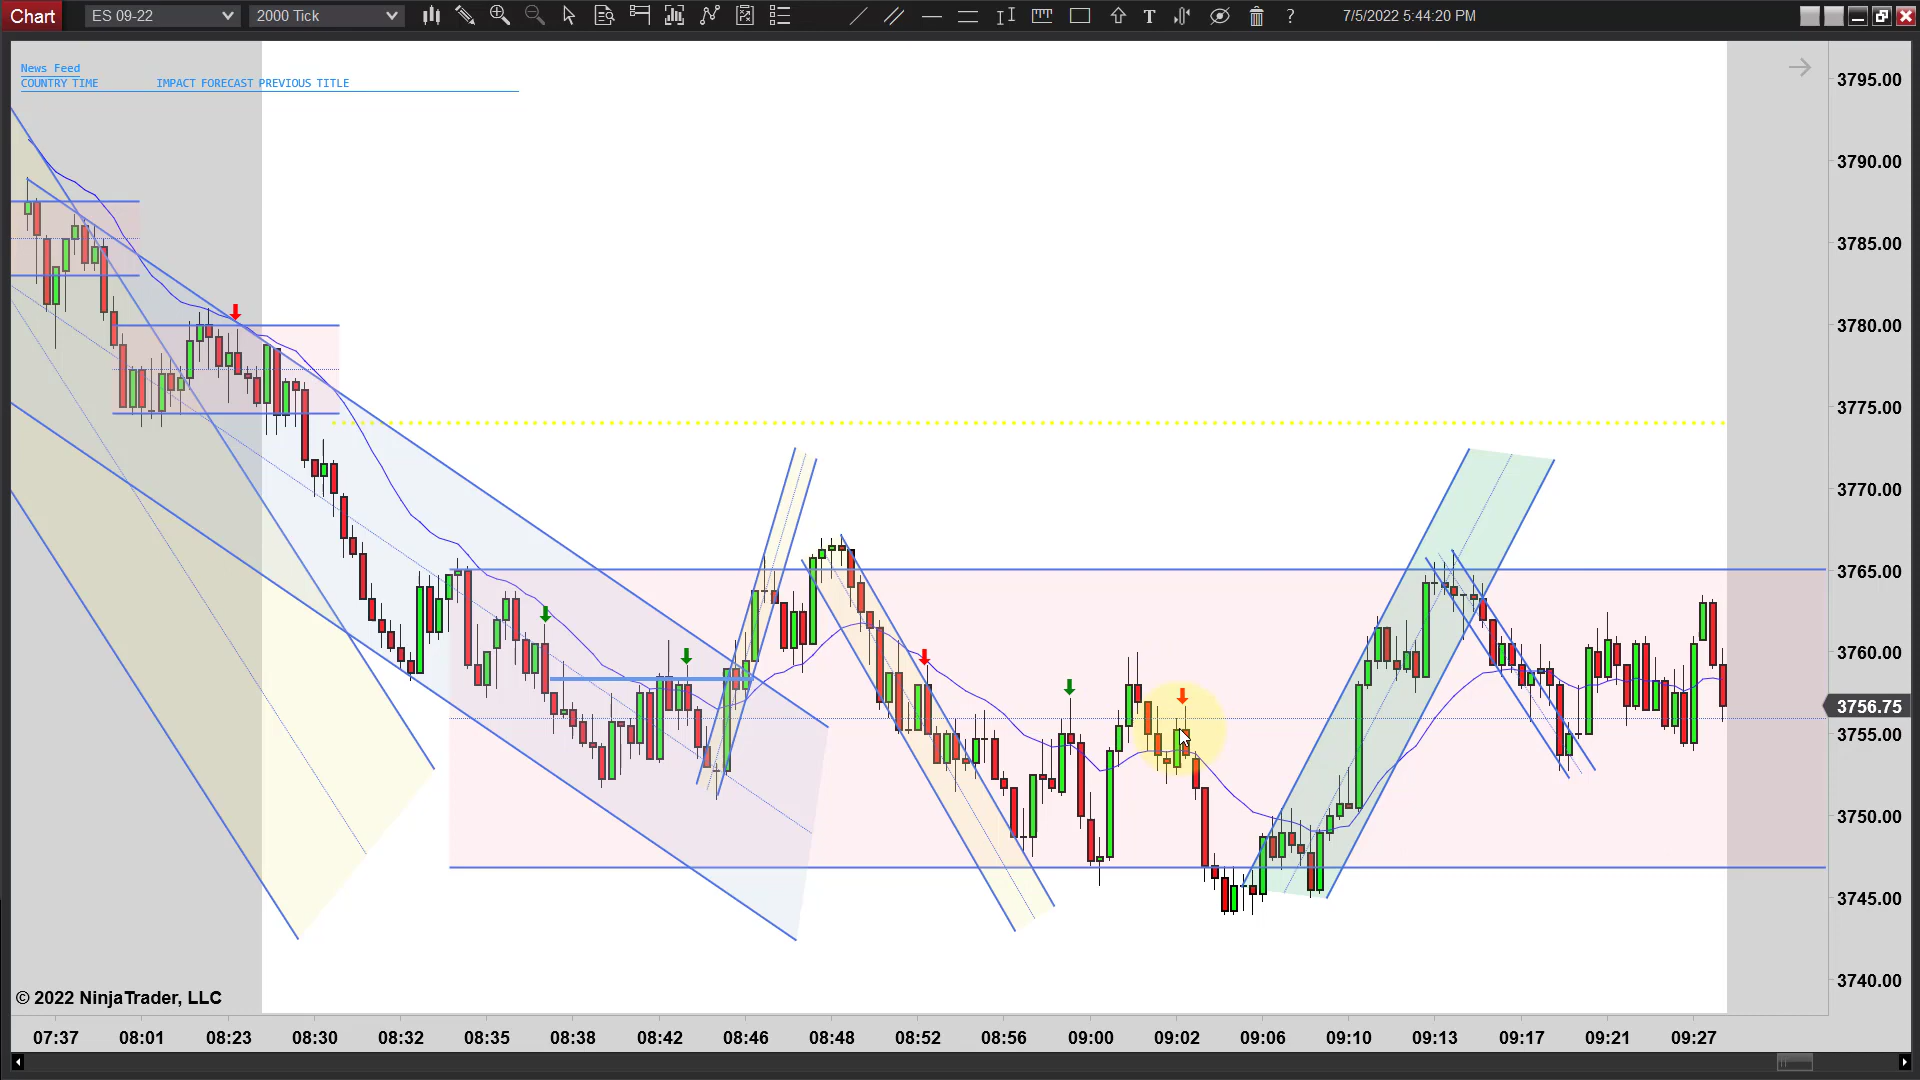 Chart ES 09-22 2000 Tick T ? 7/5/2022 5:44:20 PM
News Feed
COUNTRY TIME IMPACT FORECAST PREVIOUS TITLE
3795.00
3790.00
3785.00
3780.00
3775.00
3770.00
3765.00
3760.00
3756.75
3755.00
3750.00
3745.00
3740.00
© 2022 NinjaTrader, LLC
07:37 08:01 08:23 08:30 08:32 08:35 08:38 08:42 08:46 08:48 08:52 08:56 09:00 09:02 09:06 09:10 09:13 09:17 09:21 09:27